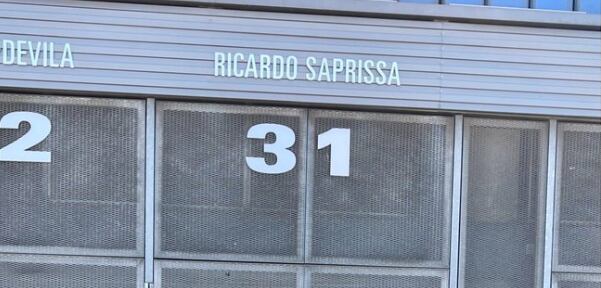 DEVILA RICARDO SAPRISSA
2 31